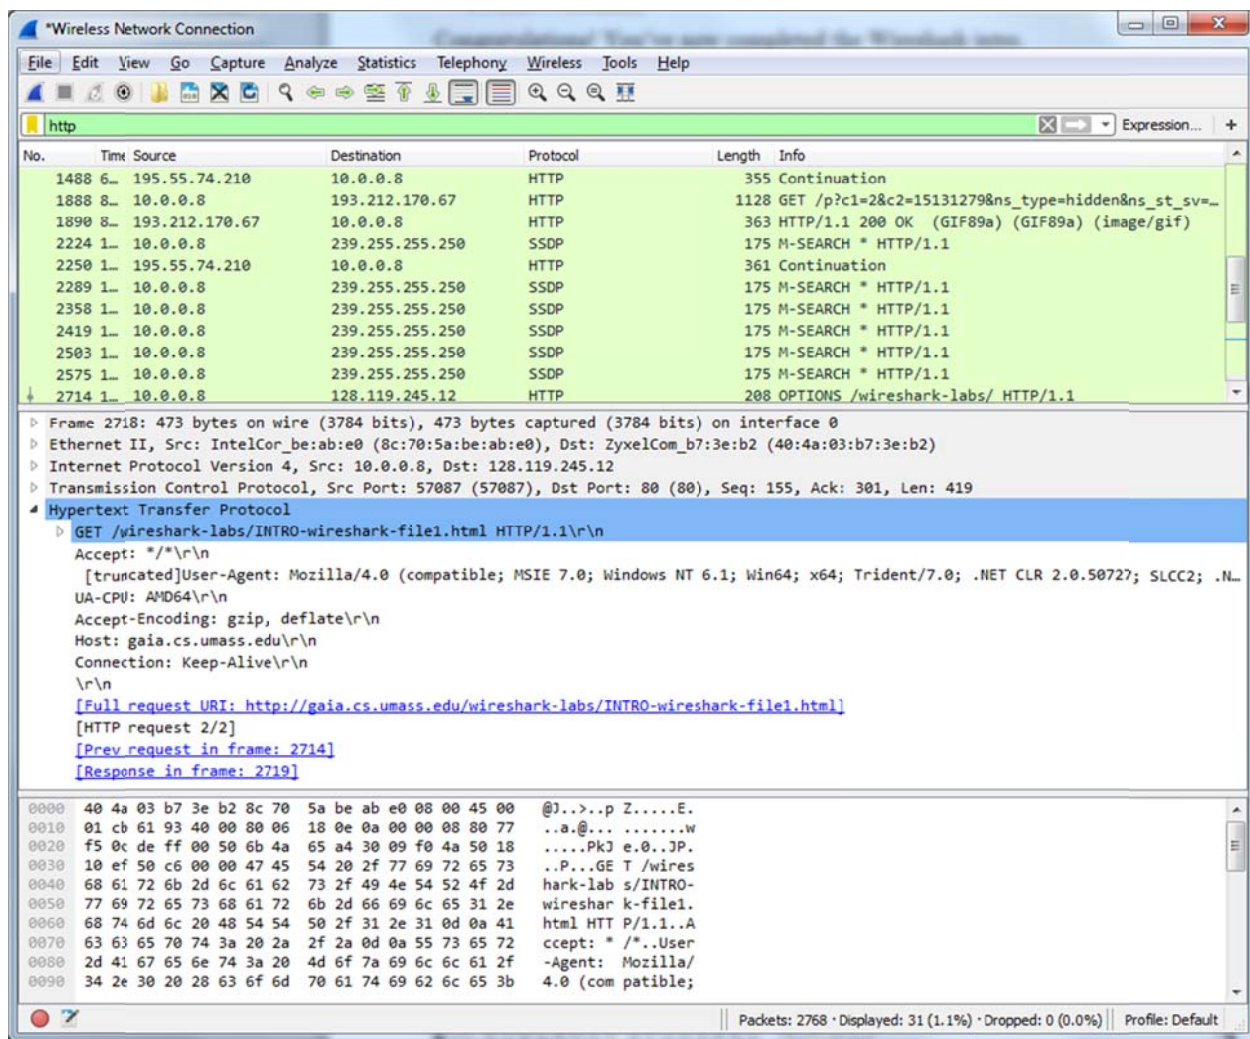 *Wireless Network Connection
File Edit View Go Capture Analyze Statistics Telephony Wireless Tools Help
http Expression... +
No. Time Source Destination Protocol Length Info
1488 6… 195.55.74.210 10.0.0.8 HTTP 355 Continuation
1888 8… 10.0.0.8 193.212.170.67 HTTP 1128 GET /p?c1=2&c2=15131279&ns_type=hidden&ns_st_sv=…
1890 8… 193.212.170.67 10.0.0.8 HTTP 363 HTTP/1.1 200 OK (GIF89a) (GIF89a) (image/gif)
2224 1… 10.0.0.8 239.255.255.250 SSDP 175 M-SEARCH * HTTP/1.1
2250 1… 195.55.74.210 10.0.0.8 HTTP 361 Continuation
2289 1… 10.0.0.8 239.255.255.250 SSDP 175 M-SEARCH * HTTP/1.1
2358 1… 10.0.0.8 239.255.255.250 SSDP 175 M-SEARCH * HTTP/1.1
2419 1… 10.0.0.8 239.255.255.250 SSDP 175 M-SEARCH * HTTP/1.1
2503 1… 10.0.0.8 239.255.255.250 SSDP 175 M-SEARCH * HTTP/1.1
2575 1… 10.0.0.8 239.255.255.250 SSDP 175 M-SEARCH * HTTP/1.1
2714 1… 10.0.0.8 128.119.245.12 HTTP 208 OPTIONS /wireshark-labs/ HTTP/1.1
Frame 2718: 473 bytes on wire (3784 bits), 473 bytes captured (3784 bits) on interface 0
Ethernet II, Src: IntelCor_be:ab:e0 (8c:70:5a:be:ab:e0), Dst: ZyxelCom_b7:3e:b2 (40:4a:03:b7:3e:b2)
Internet Protocol Version 4, Src: 10.0.0.8, Dst: 128.119.245.12
Transmission Control Protocol, Src Port: 57087 (57087), Dst Port: 80 (80), Seq: 155, Ack: 301, Len: 419
Hypertext Transfer Protocol
GET /wireshark-labs/INTRO-wireshark-file1.html HTTP/1.1\r\n
Accept: */*\r\n
[truncated]User-Agent: Mozilla/4.0 (compatible; MSIE 7.0; Windows NT 6.1; Win64; x64; Trident/7.0; .NET CLR 2.0.50727; SLCC2; .N…
UA-CPU: AMD64\r\n
Accept-Encoding: gzip, deflate\r\n
Host: gaia.cs.umass.edu\r\n
Connection: Keep-Alive\r\n
\r\n
[Full request URI: http://gaia.cs.umass.edu/wireshark-labs/INTRO-wireshark-file1.html]
[HTTP request 2/2]
[Prev request in frame: 2714]
[Response in frame: 2719]
0000 40 4a 03 b7 3e b2 8c 70 5a be ab e0 08 00 45 00 @J..>..p Z.....E.
0010 01 cb 61 93 40 00 80 06 18 0e 0a 00 00 08 80 77 ..a.@... .......w
0020 f5 0c de ff 00 50 6b 4a 65 a4 30 09 f0 4a 50 18 .....PkJ e.0..JP.
0030 10 ef 50 c6 00 00 47 45 54 20 2f 77 69 72 65 73 ..P...GE T /wires
0040 68 61 72 6b 2d 6c 61 62 73 2f 49 4e 54 52 4f 2d hark-lab s/INTRO-
0050 77 69 72 65 73 68 61 72 6b 2d 66 69 6c 65 31 2e wireshar k-file1.
0060 68 74 6d 6c 20 48 54 54 50 2f 31 2e 31 0d 0a 41 html HTT P/1.1..A
0070 63 63 65 70 74 3a 20 2a 2f 2a 0d 0a 55 73 65 72 ccept: * /*..User
0080 2d 41 67 65 6e 74 3a 20 4d 6f 7a 69 6c 6c 61 2f -Agent: Mozilla/
0090 34 2e 30 20 28 63 6f 6d 70 61 74 69 62 6c 65 3b 4.0 (com patible;
Packets: 2768 · Displayed: 31 (1.1%) · Dropped: 0 (0.0%) Profile: Default